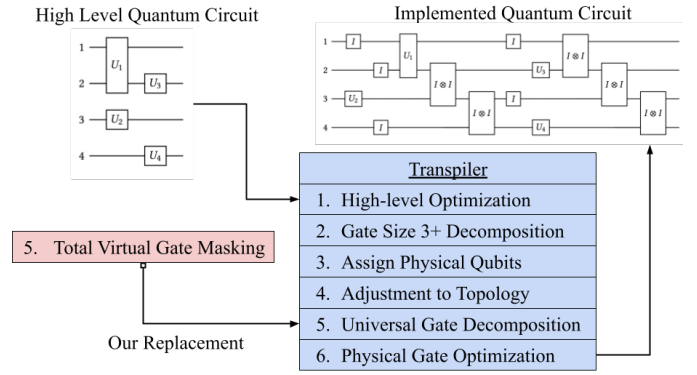 High Level Quantum Circuit
Implemented Quantum Circuit
1
2
3
4
U₁
U₃
U₂
U₄
1
2
3
4
I
I
U₂
I
U₁
I ⊗ I
I ⊗ I
I
U₃
I
U₄
I ⊗ I
I ⊗ I
I ⊗ I
Transpiler
1. High-level Optimization
2. Gate Size 3+ Decomposition
3. Assign Physical Qubits
4. Adjustment to Topology
5. Universal Gate Decomposition
6. Physical Gate Optimization
5. Total Virtual Gate Masking
Our Replacement